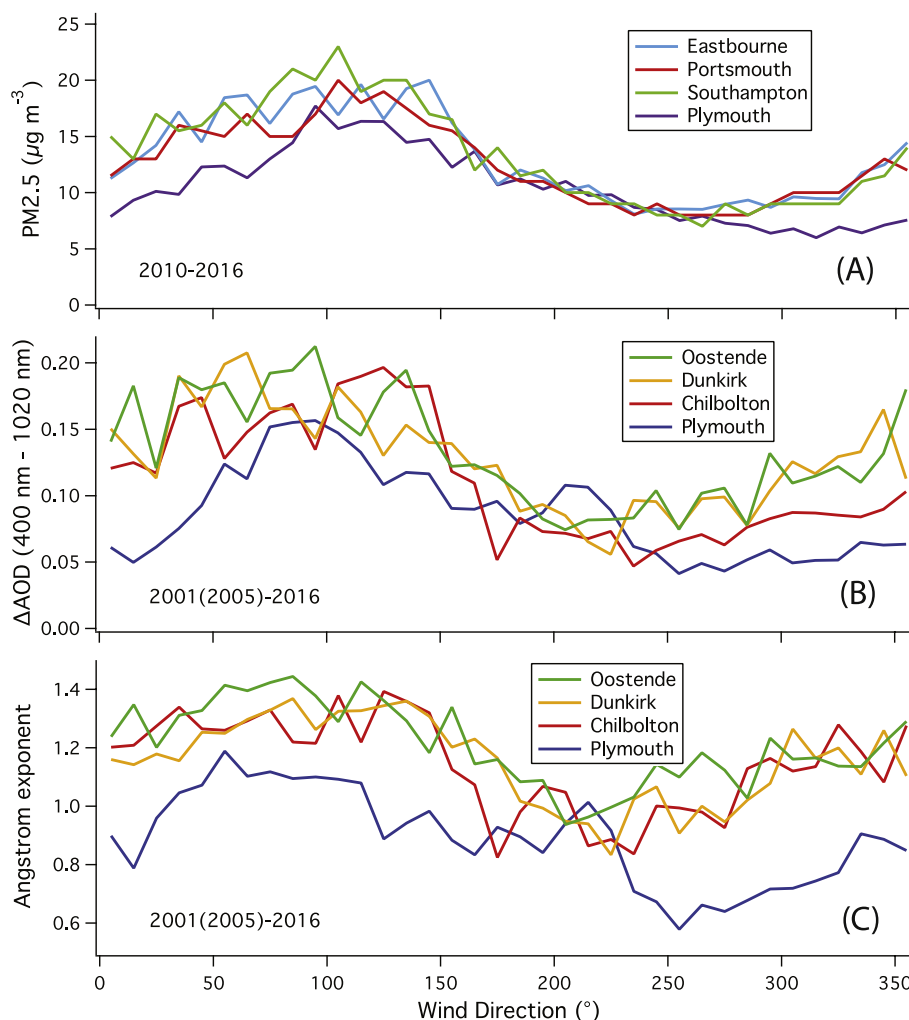 25
20
15
10
5
0
PM2.5 (µg m⁻³)
Eastbourne
Portsmouth
Southampton
Plymouth
2010-2016
(A)
0.20
0.15
0.10
0.05
0.00
ΔAOD (400 nm - 1020 nm)
Oostende
Dunkirk
Chilbolton
Plymouth
2001(2005)-2016
(B)
1.4
1.2
1.0
0.8
0.6
Angstrom exponent
Oostende
Dunkirk
Chilbolton
Plymouth
2001(2005)-2016
(C)
0 50 100 150 200 250 300 350
Wind Direction (°)